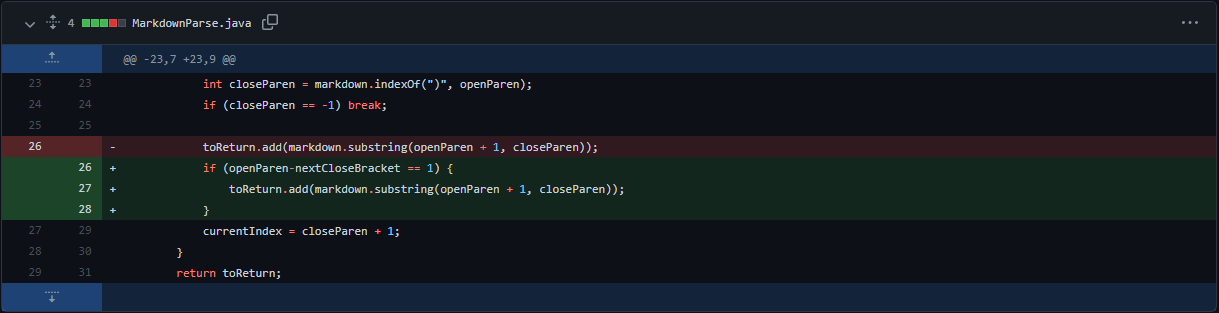 4 MarkdownParse.java
@@ -23,7 +23,9 @@
23 23 int closeParen = markdown.indexOf(")", openParen);
24 24 if (closeParen == -1) break;
25 25
26 - toReturn.add(markdown.substring(openParen + 1, closeParen));
26 + if (openParen-nextCloseBracket == 1) {
27 + toReturn.add(markdown.substring(openParen + 1, closeParen));
28 + }
27 29 currentIndex = closeParen + 1;
28 30 }
29 31 return toReturn;